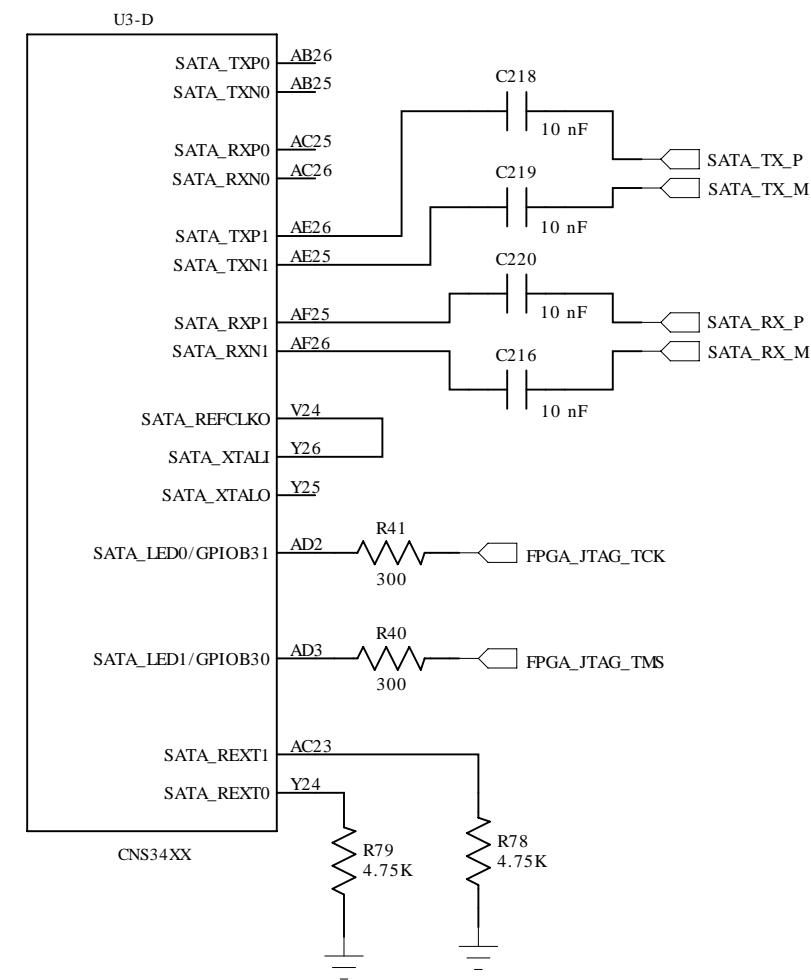 U3-D
SATA_TXP0 AB26
SATA_TXN0 AB25
SATA_RXP0 AC25
SATA_RXN0 AC26
SATA_TXP1 AE26
SATA_TXN1 AE25
SATA_RXP1 AF25
SATA_RXN1 AF26
SATA_REFCLKO V24
SATA_XTALI Y26
SATA_XTALO Y25
SATA_LED0/GPIOB31 AD2
SATA_LED1/GPIOB30 AD3
SATA_REXT1 AC23
SATA_REXT0 Y24
CNS34XX
C218
10 nF
SATA_TX_P
C219
10 nF
SATA_TX_M
C220
10 nF
SATA_RX_P
C216
10 nF
SATA_RX_M
R41
300
FPGA_JTAG_TCK
R40
300
FPGA_JTAG_TMS
R79
4.75K
R78
4.75K